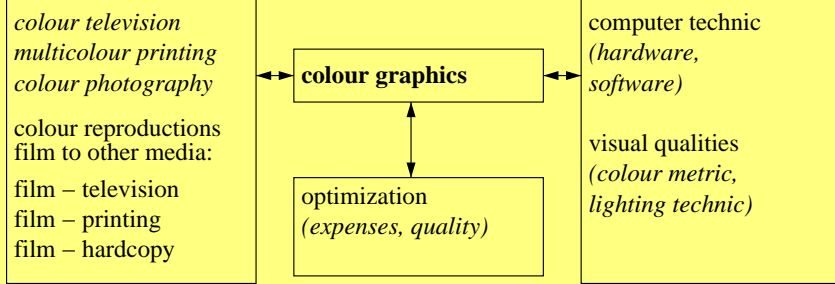 colour television
multicolour printing
colour photography
colour reproductions
film to other media:
film – television
film – printing
film – hardcopy
colour graphics
optimization
(expenses, quality)
computer technic
(hardware,
software)
visual qualities
(colour metric,
lighting technic)